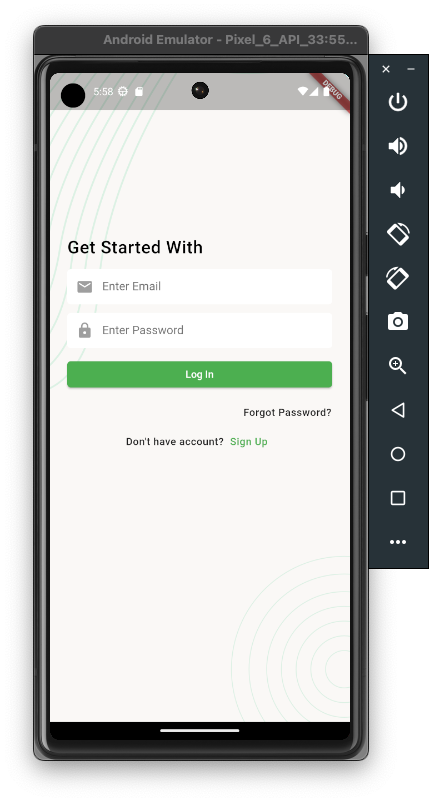 Android Emulator - Pixel_6_API_33:55...
5:58
DEBUG
Get Started With
Enter Email
Enter Password
Log In
Forgot Password?
Don't have account? Sign Up